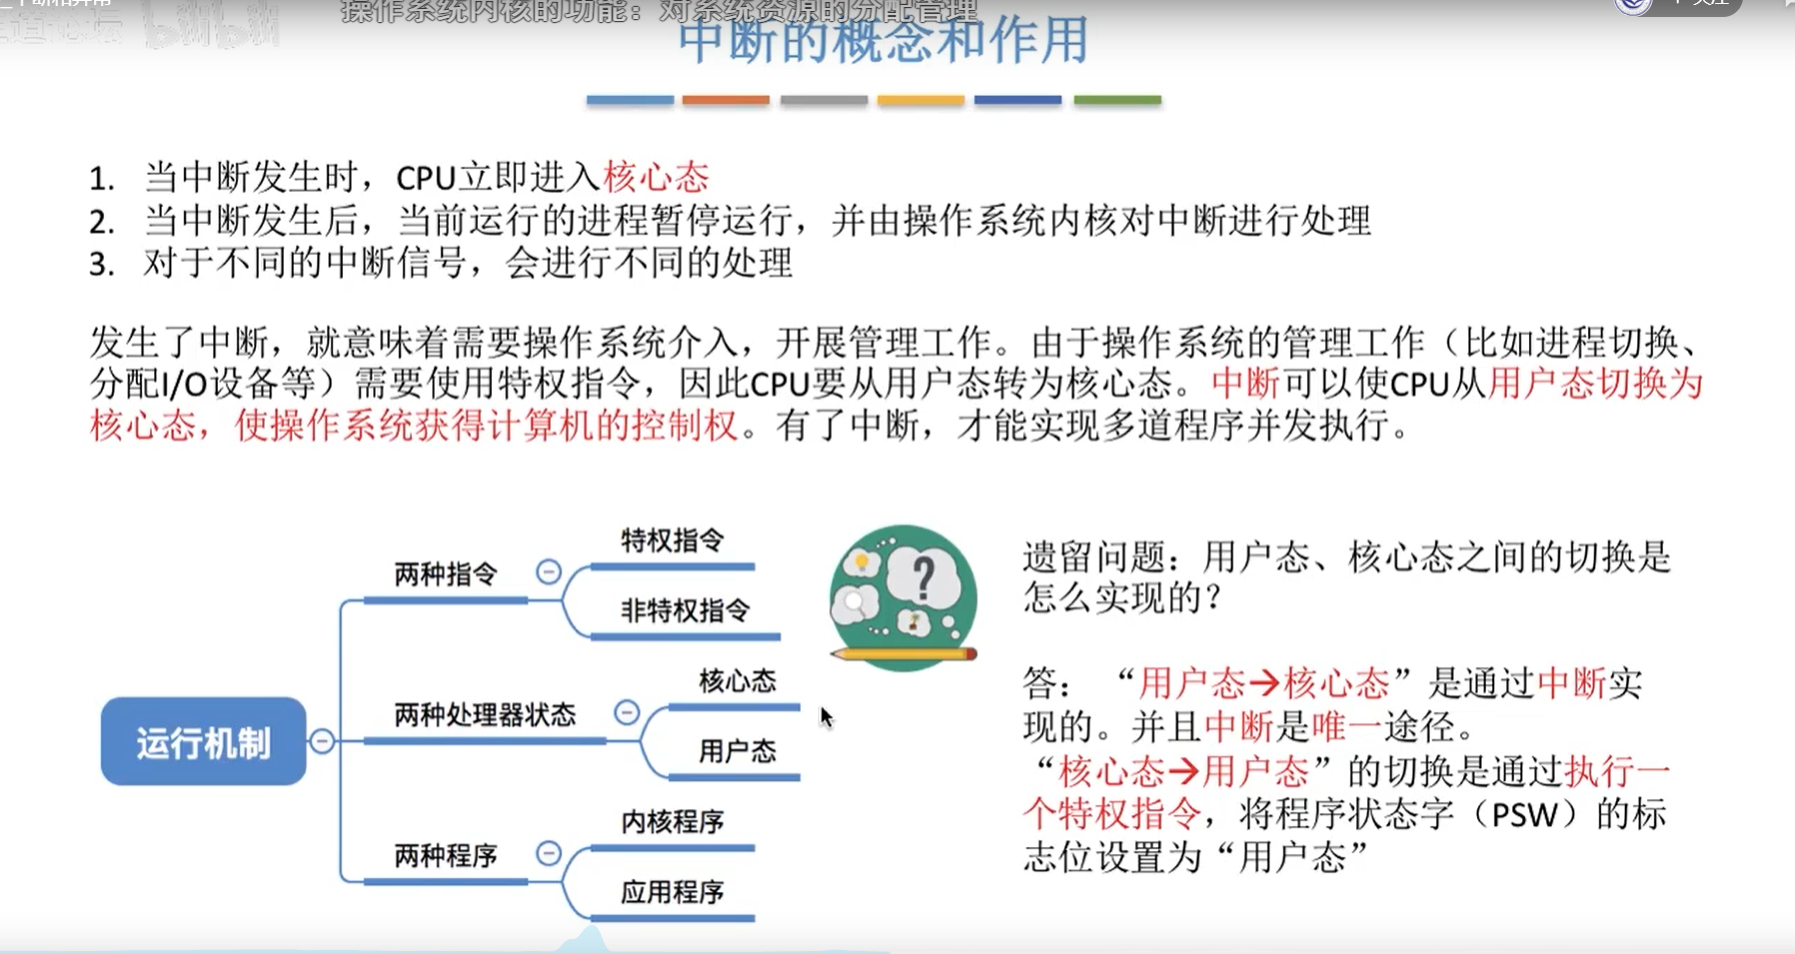 操作系统内核的功能：对系统资源的分配管理
中断的概念和作用
1. 当中断发生时，CPU立即进入核心态
2. 当中断发生后，当前运行的进程暂停运行，并由操作系统内核对中断进行处理
3. 对于不同的中断信号，会进行不同的处理
发生了中断，就意味着需要操作系统介入，开展管理工作。由于操作系统的管理工作（比如进程切换、
分配I/O设备等）需要使用特权指令，因此CPU要从用户态转为核心态。中断可以使CPU从用户态切换为
核心态，使操作系统获得计算机的控制权。有了中断，才能实现多道程序并发执行。
运行机制
两种指令
特权指令
非特权指令
两种处理器状态
核心态
用户态
两种程序
内核程序
应用程序
?
遗留问题：用户态、核心态之间的切换是
怎么实现的？
答：“用户态→核心态”是通过中断实
现的。并且中断是唯一途径。
“核心态→用户态”的切换是通过执行一
个特权指令，将程序状态字（PSW）的标
志位设置为“用户态”